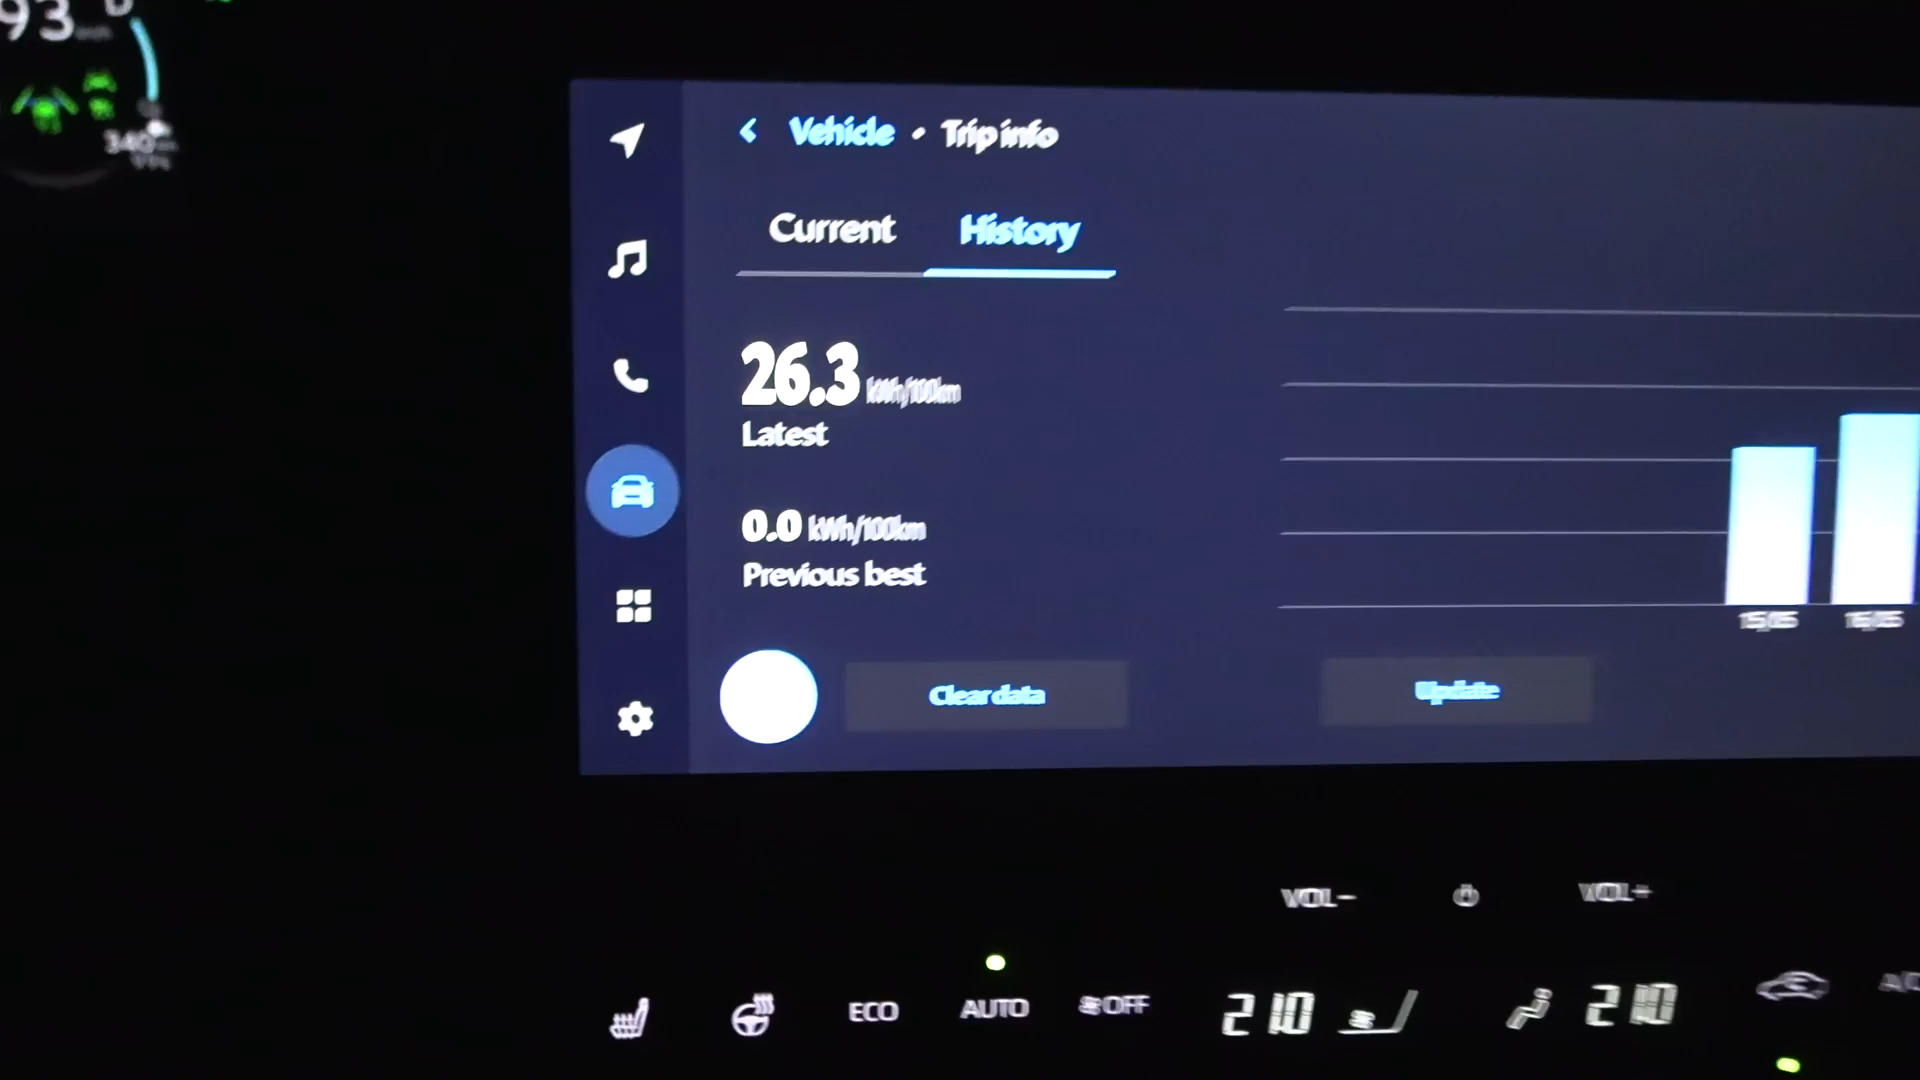 93
340
Vehicle • Trip info
Current History
26.3 kWh/100km
Latest
0.0 kWh/100km
Previous best
15/05 16/05
Clear data Update
VOL- VOL+
ECO AUTO OFF 21.0 21.0